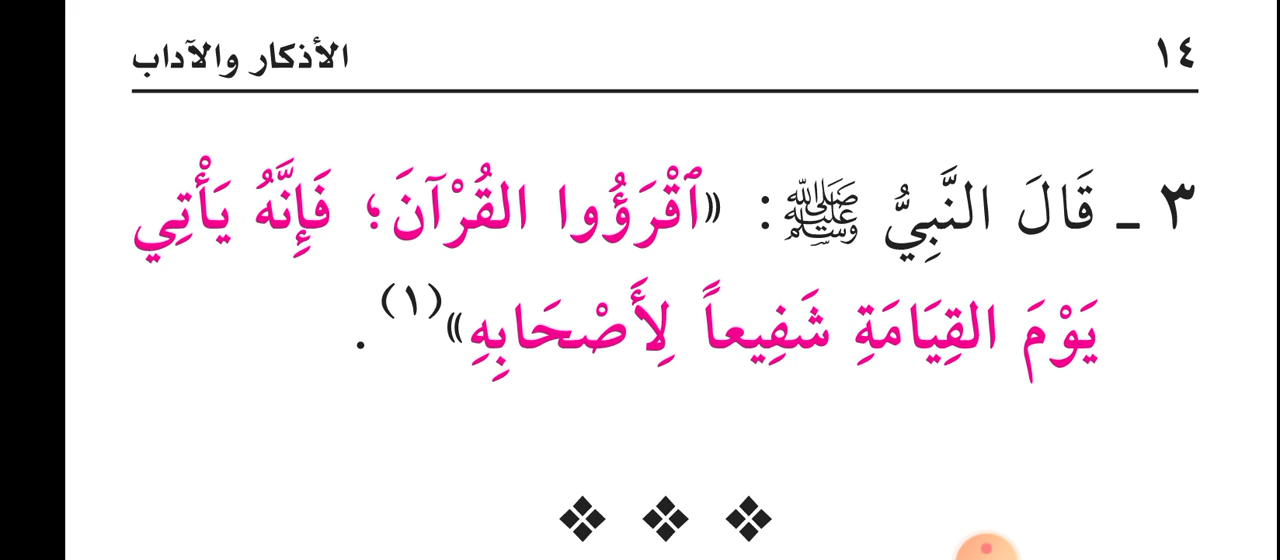 ١٤ الأذكار والآداب
٣ ـ قَالَ النَّبِيُّ ﷺ: «ٱقْرَؤُوا القُرْآنَ؛ فَإِنَّهُ يَأْتِي
يَوْمَ القِيَامَةِ شَفِيعاً لِأَصْحَابِهِ»(١).